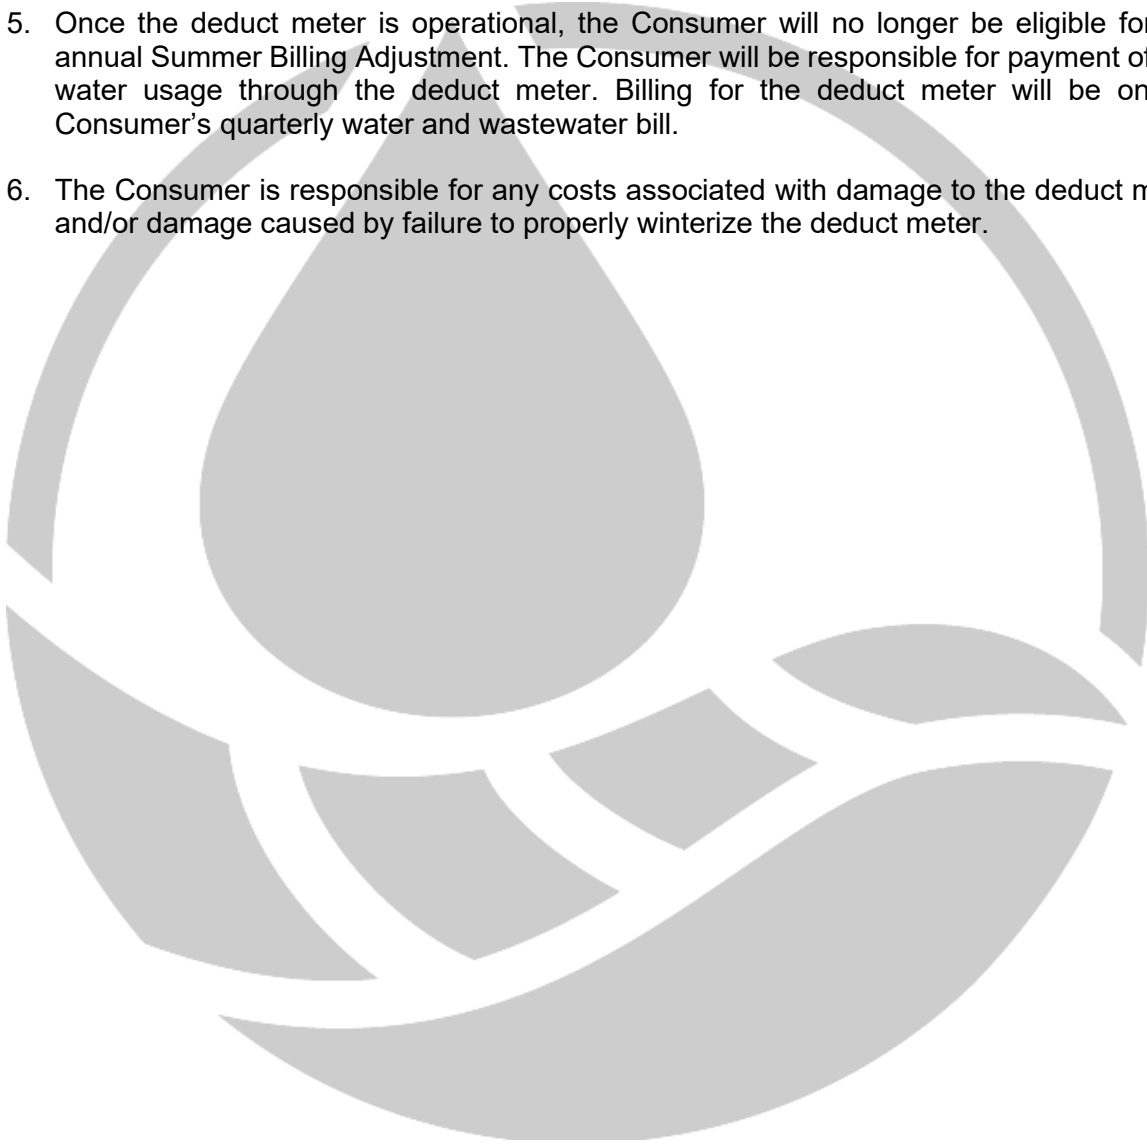 5. Once the deduct meter is operational, the Consumer will no longer be eligible for
annual Summer Billing Adjustment. The Consumer will be responsible for payment of
water usage through the deduct meter. Billing for the deduct meter will be on
Consumer’s quarterly water and wastewater bill.
6. The Consumer is responsible for any costs associated with damage to the deduct
and/or damage caused by failure to properly winterize the deduct meter.